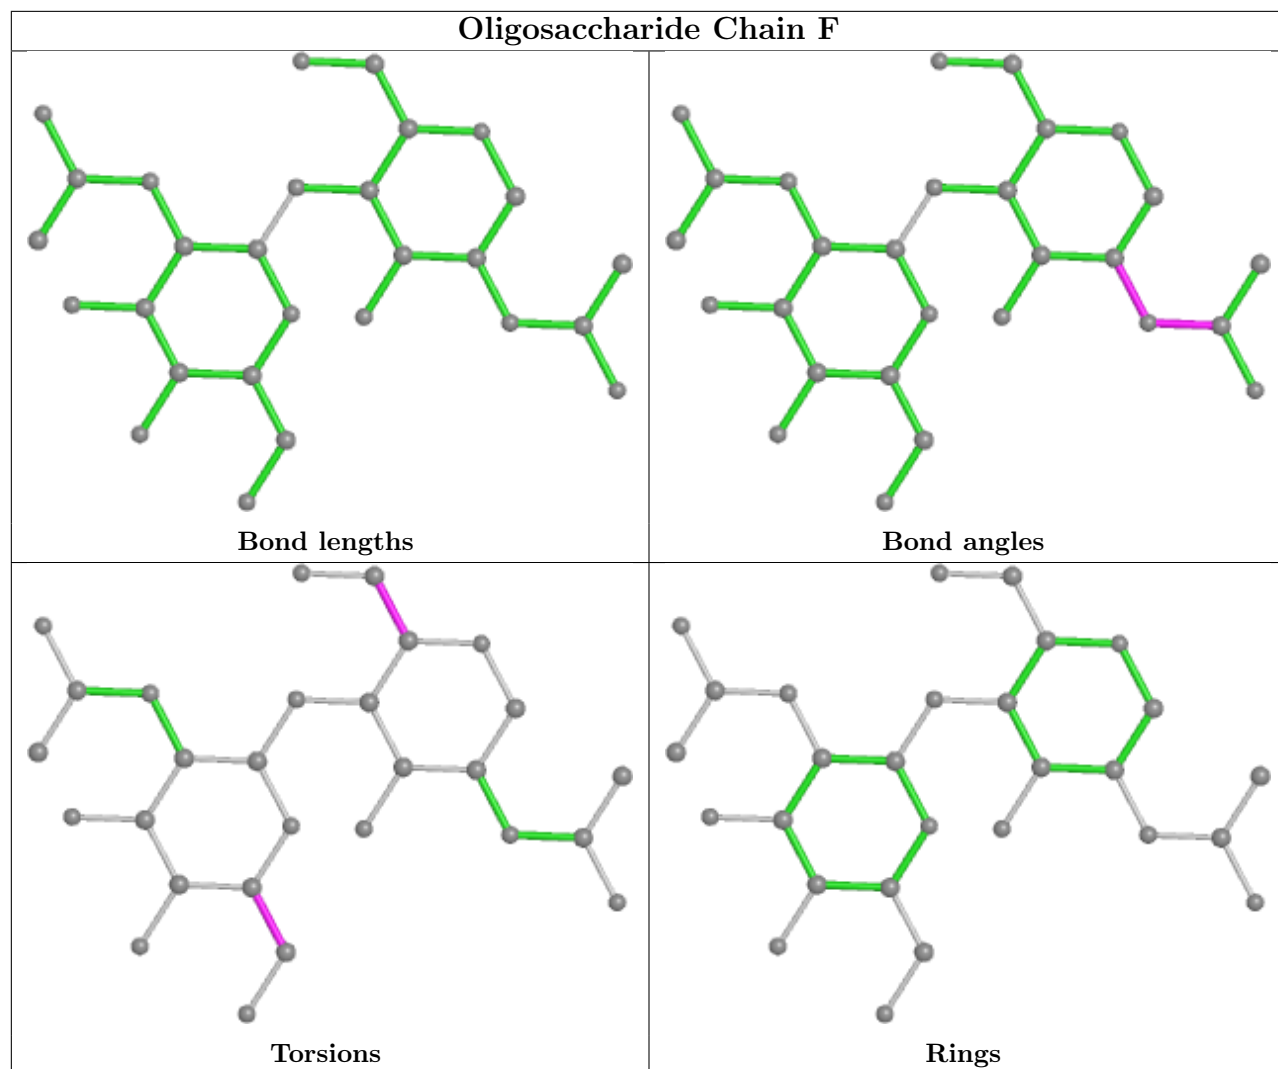 Oligosaccharide Chain F
Bond lengths
Bond angles
Torsions
Rings